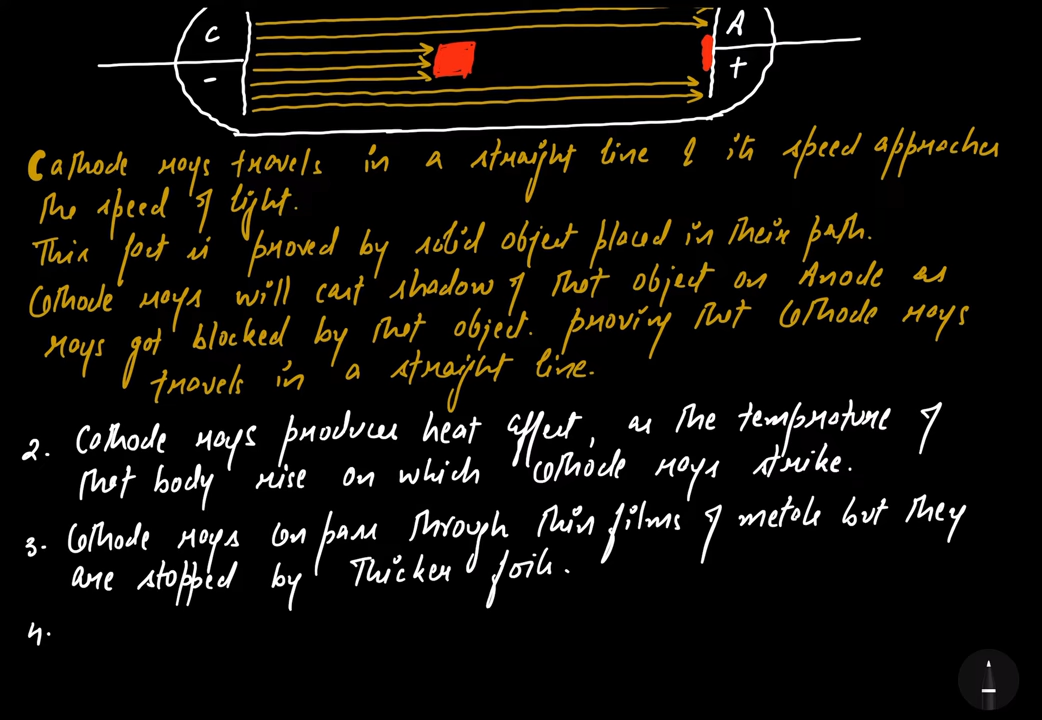 C
A
-
+
Cathode rays travels in a straight line & its speed approaches
the speed of light.
This fact is proved by solid object placed in their path.
Cathode rays will cast shadow of that object on Anode as
rays got blocked by that object. proving that Cathode rays
travels in a straight line.
2. Cathode rays produces heat affect, as the temprature of
that body rise on which Cathode rays strike.
3. Cathode rays can pass through thin films of metals but they
are stopped by Thicker foils.
4.